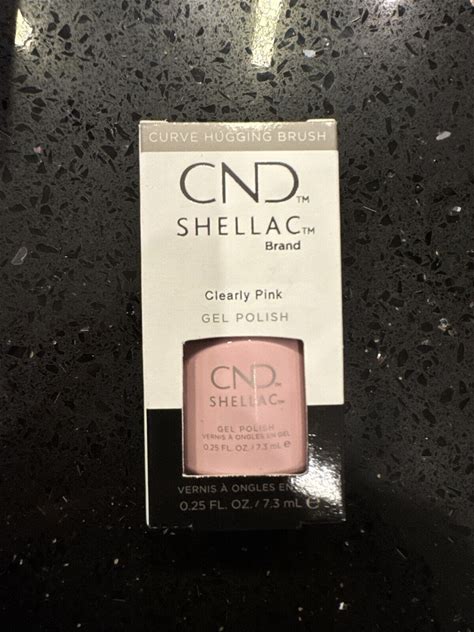 CURVE HUGGING BRUSH
CND™
SHELLAC™
Brand
Clearly Pink
GEL POLISH
CND™
SHELLAC™
GEL POLISH
VERNIS À ONGLES EN GEL
0.25 FL. OZ. / 7.3 mL ℮
VERNIS À ONGLES EN
0.25 FL. OZ. / 7.3 mL ℮